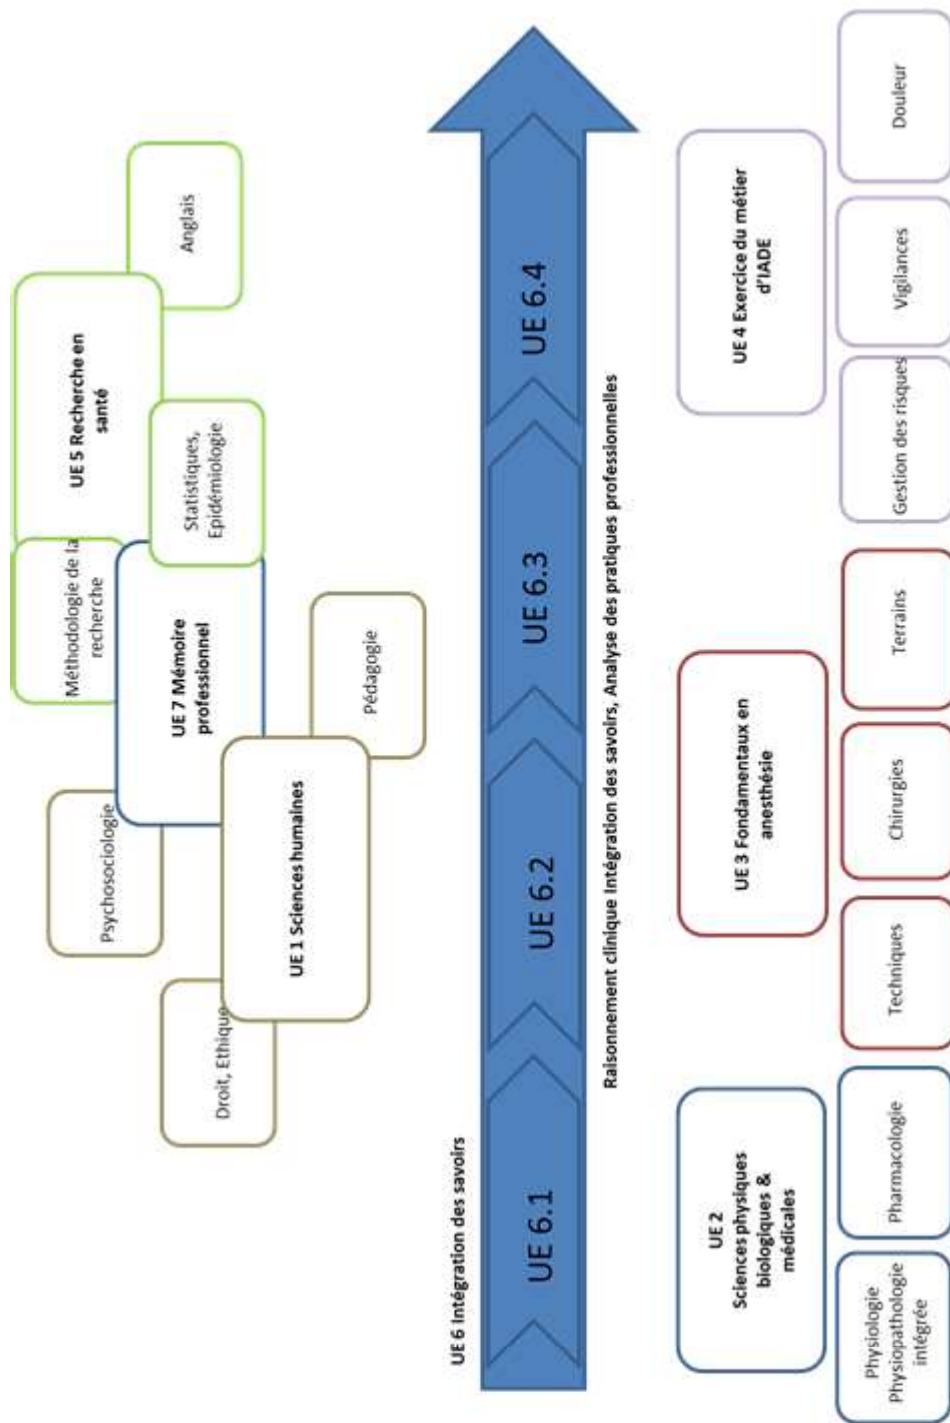 Droit, Ethique
Psychosociologie
Méthodologie de la
recherche
UE 5 Recherche en
santé
Anglais
UE 7 Mémoire
professionnel
Statistiques,
Epidémiologie
UE 1 Sciences humaines
Pédagogie
UE 6 Intégration des savoirs
UE 6.1
UE 6.2
UE 6.3
UE 6.4
Raisonnement clinique Intégration des savoirs, Analyse des pratiques professionnelles
UE 2
Sciences physiques
biologiques &
médicales
UE 3 Fondamentaux en
anesthésie
UE 4 Exercice du métier
d'IADE
Physiologie
Physiopathologie
intégrée
Pharmacologie
Techniques
Chirurgies
Terrains
Gestion des risques
Vigilances
Douleur